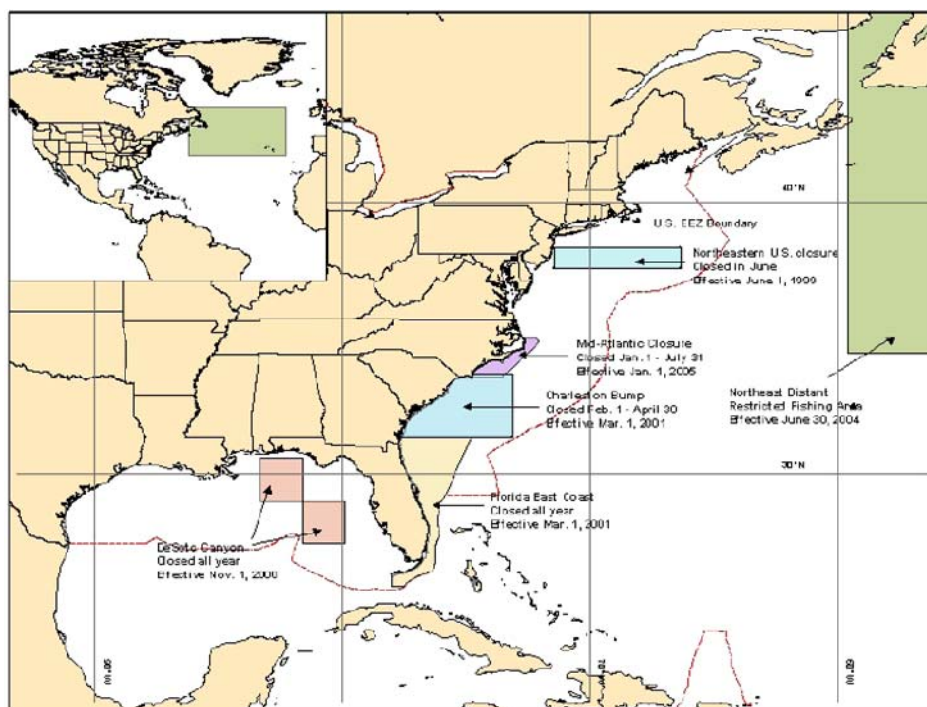 40°N
U.S. EEZ Boundary
Northeastern U.S. closure
Closed in June
Effective June 1, 1999
Mid-Atlantic Closure
Closed Jan. 1 - July 31
Effective Jan. 1, 2005
Charleston Bump
Closed Feb. 1 - April 30
Effective Mar. 1, 2001
Northeast Distant
Restricted Fishing Area
Effective June 30, 2004
30°N
Florida East Coast
Closed all year
Effective Mar. 1, 2001
DeSoto Canyon
Closed all year
Effective Nov. 1, 2000